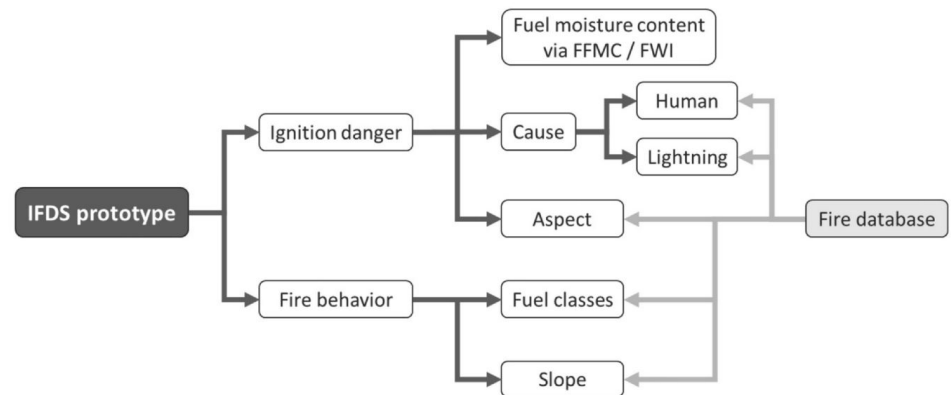 Fuel moisture content
via FFMC / FWI
Human
Ignition danger
Cause
Lightning
IFDS prototype
Aspect
Fire database
Fire behavior
Fuel classes
Slope